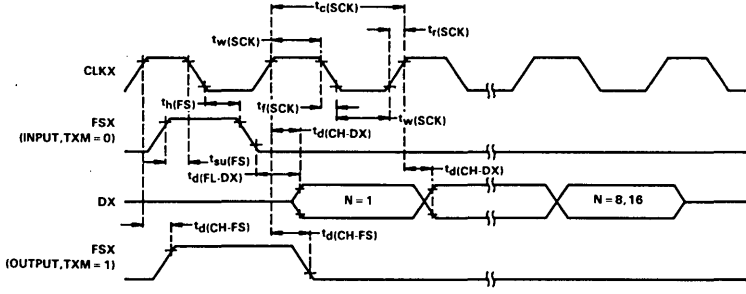 tc(SCK)
tw(SCK)
tr(SCK)
CLKX
th(FS)
tf(SCK)
tw(SCK)
FSX
(INPUT,TXM = 0)
td(CH-DX)
tsu(FS)
td(FL-DX)
td(CH-DX)
DX
N = 1
N = 8, 16
td(CH-FS)
td(CH-FS)
FSX
(OUTPUT,TXM = 1)